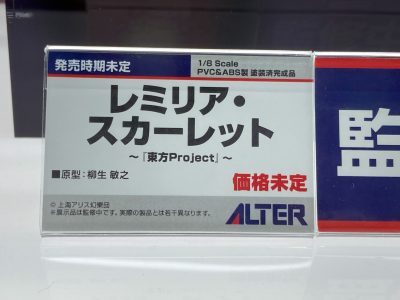 発売時期未定
1/8 Scale
PVC&ABS製 塗装済完成品
レミリア・
スカーレット
～『東方Project』～
■原型:柳生 敏之
価格未定
© 上海アリス幻樂団
※展示品は監修中です。実際の製品とは若干異なります。
ALTER
監